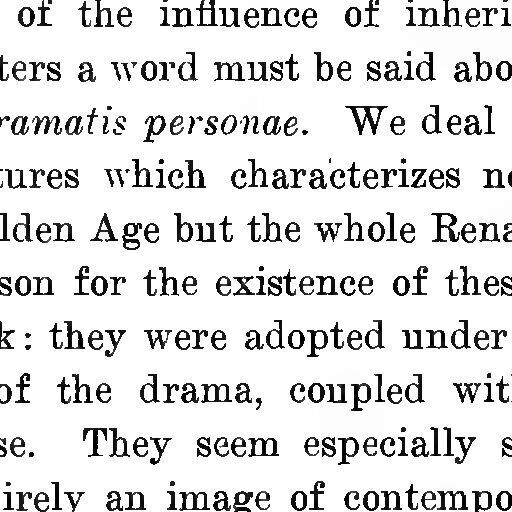 of the influence of inheri
ters a word must be said abo
ramatis personae. We deal
tures which characterizes n
lden Age but the whole Rena
son for the existence of thes
k: they were adopted under
of the drama, coupled wit
se. They seem especially s
irely an image of contempo